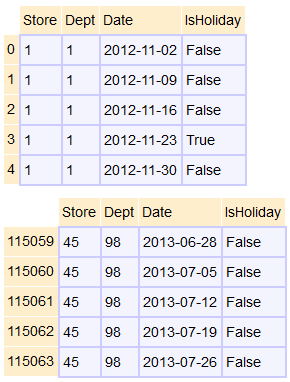 Store Dept Date IsHoliday
0 1 1 2012-11-02 False
1 1 1 2012-11-09 False
2 1 1 2012-11-16 False
3 1 1 2012-11-23 True
4 1 1 2012-11-30 False
Store Dept Date IsHoliday
115059 45 98 2013-06-28 False
115060 45 98 2013-07-05 False
115061 45 98 2013-07-12 False
115062 45 98 2013-07-19 False
115063 45 98 2013-07-26 False